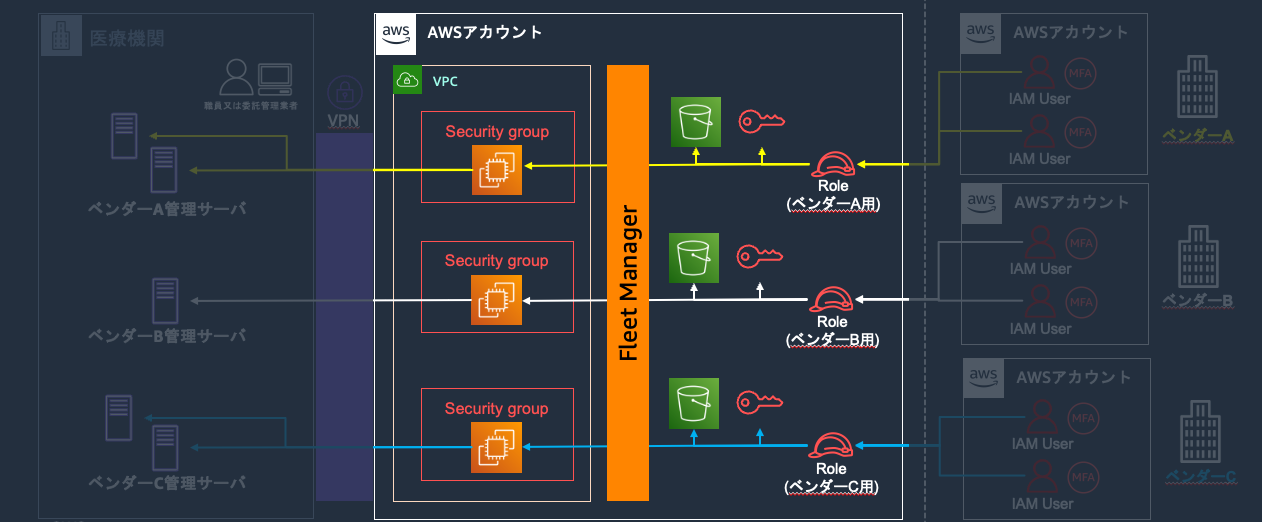 医療機関
職員又は委託管理業者
VPN
ベンダーA管理サーバ
ベンダーB管理サーバ
ベンダーC管理サーバ
aws
AWSアカウント
VPC
Security group
Security group
Security group
Fleet Manager
Role
(ベンダーA用)
Role
(ベンダーB用)
Role
(ベンダーC用)
aws
AWSアカウント
MFA
IAM User
MFA
IAM User
ベンダーA
aws
AWSアカウント
MFA
IAM User
MFA
IAM User
ベンダーB
aws
AWSアカウント
MFA
IAM User
MFA
IAM User
ベンダーC